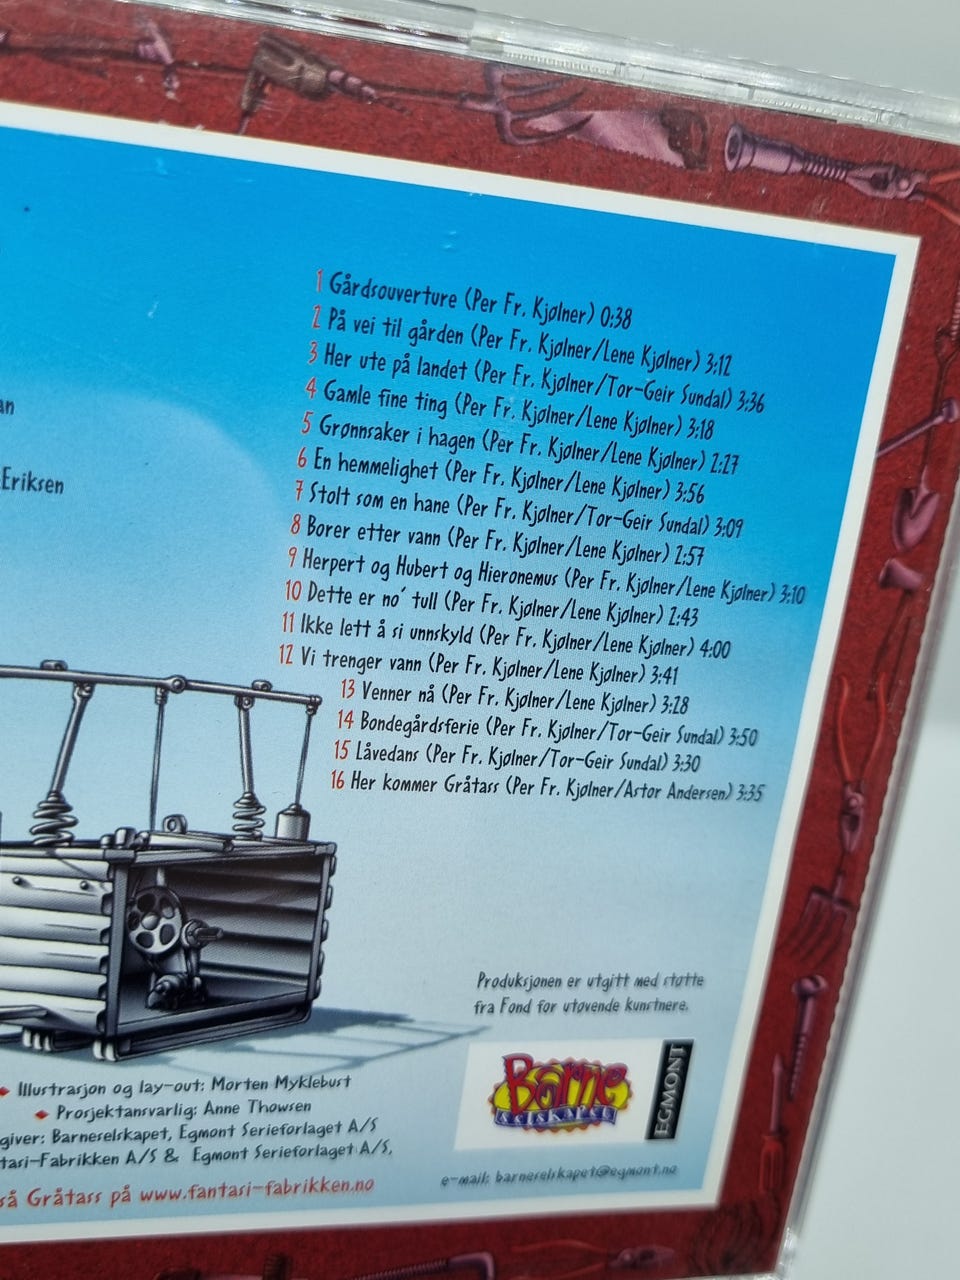 an
Eriksen
1 Gårdsouverture (Per Fr. Kjølner) 0:38
2 På vei til gården (Per Fr. Kjølner/Lene Kjølner) 3:12
3 Her ute på landet (Per Fr. Kjølner/Tor-Geir Sundal) 3:36
4 Gamle fine ting (Per Fr. Kjølner/Lene Kjølner) 3:18
5 Grønnsaker i hagen (Per Fr. Kjølner/Lene Kjølner) 2:27
6 En hemmelighet (Per Fr. Kjølner/Lene Kjølner) 3:56
7 Stolt som en hane (Per Fr. Kjølner/Tor-Geir Sundal) 3:09
8 Borer etter vann (Per Fr. Kjølner/Lene Kjølner) 2:57
9 Herpert og Hubert og Hieronemus (Per Fr. Kjølner/Lene Kjølner) 3:10
10 Dette er no' tull (Per Fr. Kjølner/Lene Kjølner) 2:43
11 Ikke lett å si unnskyld (Per Fr. Kjølner/Lene Kjølner) 4:00
12 Vi trenger vann (Per Fr. Kjølner/Lene Kjølner) 3:41
13 Venner nå (Per Fr. Kjølner/Lene Kjølner) 3:28
14 Bondegårdsferie (Per Fr. Kjølner/Tor-Geir Sundal) 3:50
15 Låvedans (Per Fr. Kjølner/Tor-Geir Sundal) 3:30
16 Her kommer Gråtass (Per Fr. Kjølner/Astor Andersen) 3:35
Produksjonen er utgitt med støtte
fra Fond for utøvende kunstnere.
Barne
selskapet
EGMONT
Illustrasjon og lay-out: Morten Myklebust
Prosjektansvarlig: Anne Thowsen
giver: Barneselskapet, Egmont Serieforlaget A/S
tasi-Fabrikken A/S & Egmont Serieforlaget A/S,
så Gråtass på www.fantasi-fabrikken.no
e-mail: barneselskapet@egmont.no